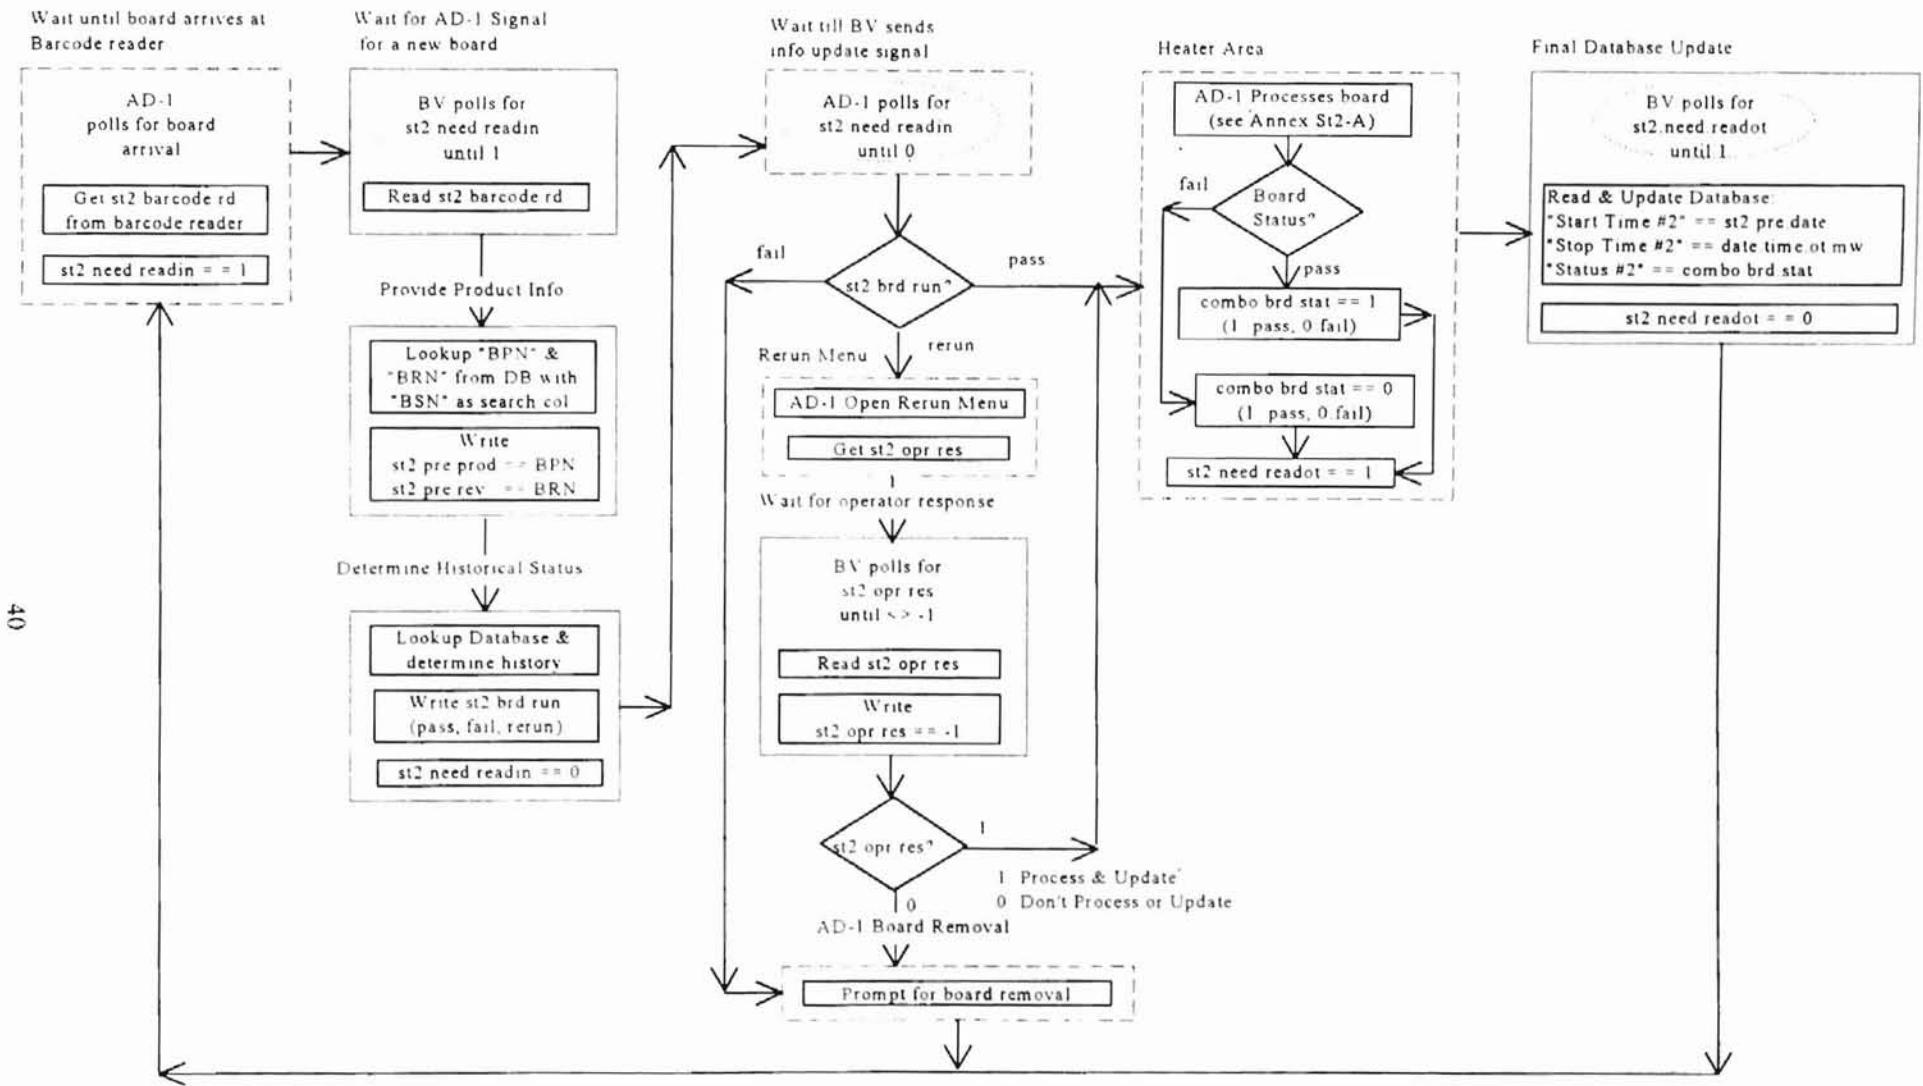 Wait until board arrives at
Barcode reader
AD-1
polls for board
arrival
Get st2 barcode rd
from barcode reader
st2 need readin = = 1
Wait for AD-1 Signal
for a new board
BV polls for
st2 need readin
until 1
Read st2 barcode rd
Provide Product Info
Lookup "BPN" &
"BRN" from DB with
"BSN" as search col
Write
st2 pre prod == BPN
st2 pre rev == BRN
Determine Historical Status
Lookup Database &
determine history
Write st2 brd run
(pass, fail, rerun)
st2 need readin == 0
Wait till BV sends
info update signal
AD-1 polls for
st2 need readin
until 0
fail
st2 brd run?
pass
rerun
Rerun Menu
AD-1 Open Rerun Menu
Get st2 opr res
1
Wait for operator response
BV polls for
st2 opr res
until < > -1
Read st2 opr res
Write
st2 opr res == -1
st2 opr res?
1
1 Process & Update
0 Don't Process or Update
0
AD-1 Board Removal
Prompt for board removal
Heater Area
AD-1 Processes board
(see Annex St2-A)
fail
Board
Status?
pass
combo brd stat == 1
(1 pass, 0 fail)
combo brd stat == 0
(1 pass, 0 fail)
st2 need readot = = 1
Final Database Update
BV polls for
st2.need.readot
until 1
Read & Update Database:
"Start Time #2" == st2 pre.date
"Stop Time #2" == date.time.ot.mw
"Status #2" == combo brd stat
st2 need readot = = 0
40